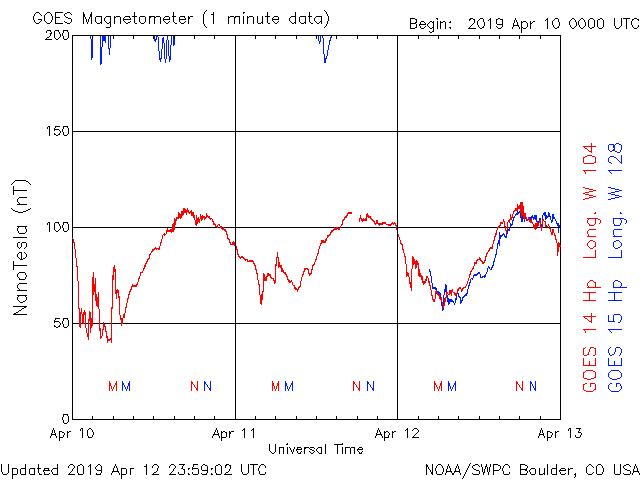 GOES Magnetometer (1 minute data)
Begin: 2019 Apr 10 0000 UTC
200
150
100
50
0
NanoTesla (nT)
M M N N M M N N M M N N
Apr 10 Apr 11 Apr 12 Apr 13
Universal Time
GOES 14 Hp Long. W 104
GOES 15 Hp Long. W 128
Updated 2019 Apr 12 23:59:02 UTC
NOAA/SWPC Boulder, CO USA